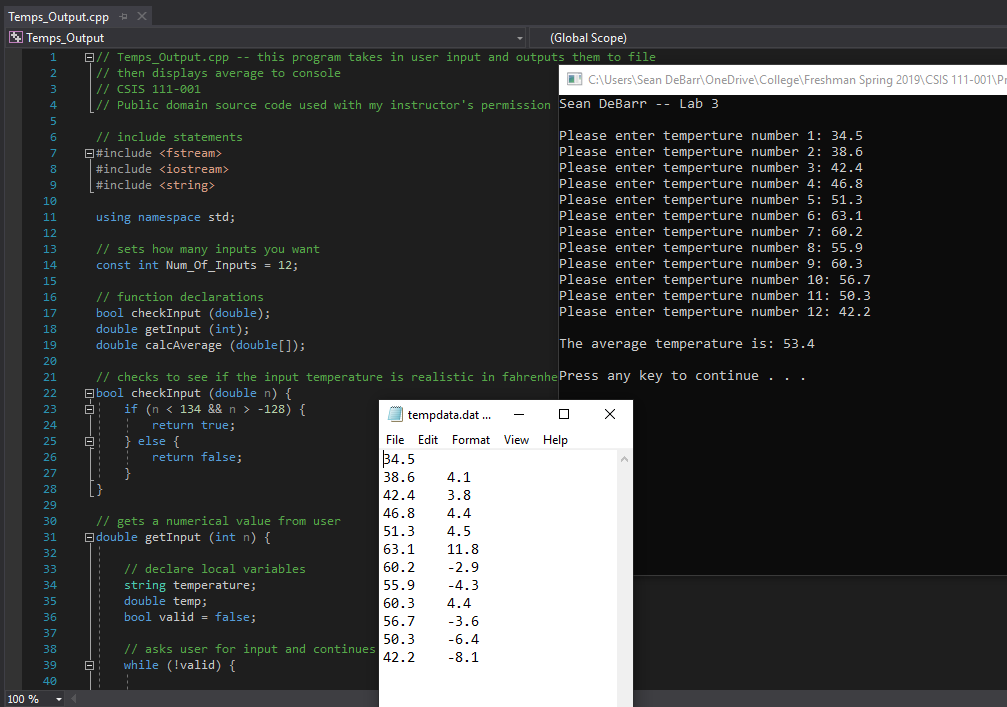 Temps_Output.cpp
Temps_Output
(Global Scope)
1 // Temps_Output.cpp -- this program takes in user input and outputs them to file
2 // then displays average to console
3 // CSIS 111-001
4 // Public domain source code used with my instructor's permission
5
6 // include statements
7 #include <fstream>
8 #include <iostream>
9 #include <string>
10
11 using namespace std;
12
13 // sets how many inputs you want
14 const int Num_Of_Inputs = 12;
15
16 // function declarations
17 bool checkInput (double);
18 double getInput (int);
19 double calcAverage (double[]);
20
21 // checks to see if the input temperature is realistic in fahrenhe
22 bool checkInput (double n) {
23 if (n < 134 && n > -128) {
24 return true;
25 } else {
26 return false;
27 }
28 }
29
30 // gets a numerical value from user
31 double getInput (int n) {
32
33 // declare local variables
34 string temperature;
35 double temp;
36 bool valid = false;
37
38 // asks user for input and continues
39 while (!valid) {
40
100 %
C:\Users\Sean DeBarr\OneDrive\College\Freshman Spring 2019\CSIS 111-001\Pr
Sean DeBarr -- Lab 3
Please enter temperture number 1: 34.5
Please enter temperture number 2: 38.6
Please enter temperture number 3: 42.4
Please enter temperture number 4: 46.8
Please enter temperture number 5: 51.3
Please enter temperture number 6: 63.1
Please enter temperture number 7: 60.2
Please enter temperture number 8: 55.9
Please enter temperture number 9: 60.3
Please enter temperture number 10: 56.7
Please enter temperture number 11: 50.3
Please enter temperture number 12: 42.2
The average temperature is: 53.4
Press any key to continue . . .
tempdata.dat ...
File Edit Format View Help
34.5
38.6 4.1
42.4 3.8
46.8 4.4
51.3 4.5
63.1 11.8
60.2 -2.9
55.9 -4.3
60.3 4.4
56.7 -3.6
50.3 -6.4
42.2 -8.1